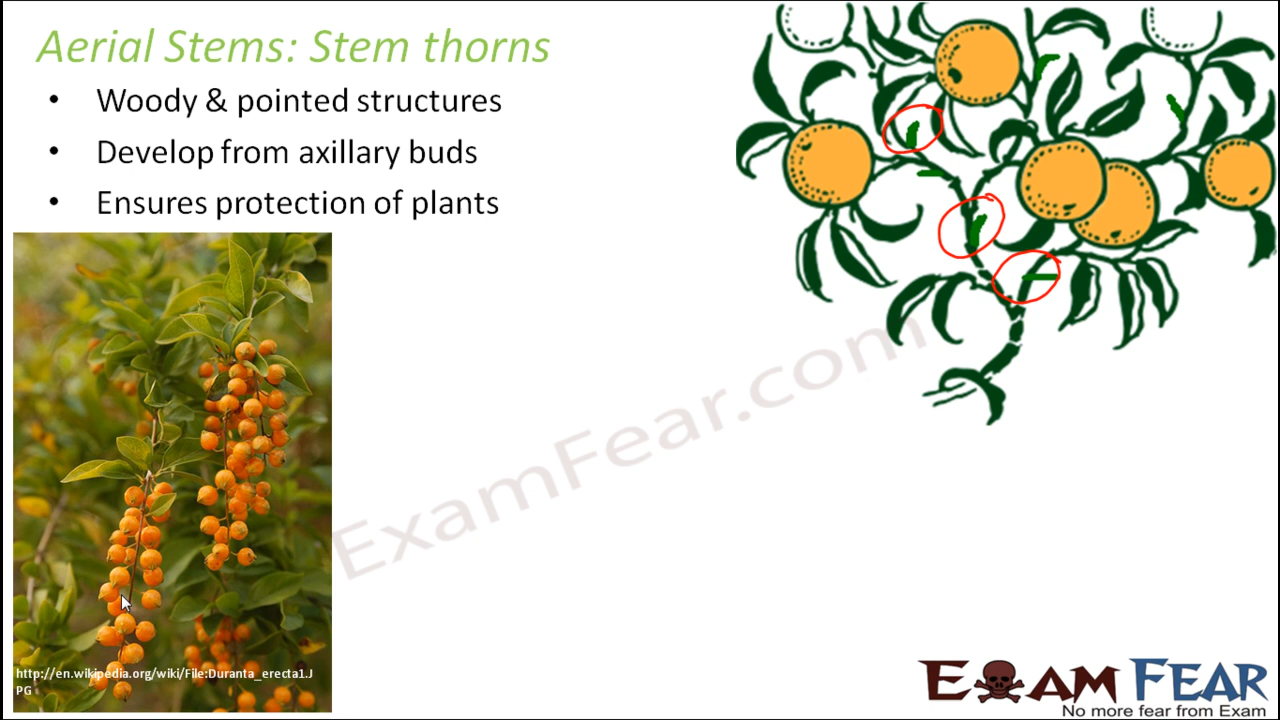 Aerial Stems: Stem thorns
• Woody & pointed structures
• Develop from axillary buds
• Ensures protection of plants
ExamFear.com
http://en.wikipedia.org/wiki/File:Duranta_erecta1.J
PG
EXAM FEAR
No more fear from Exam